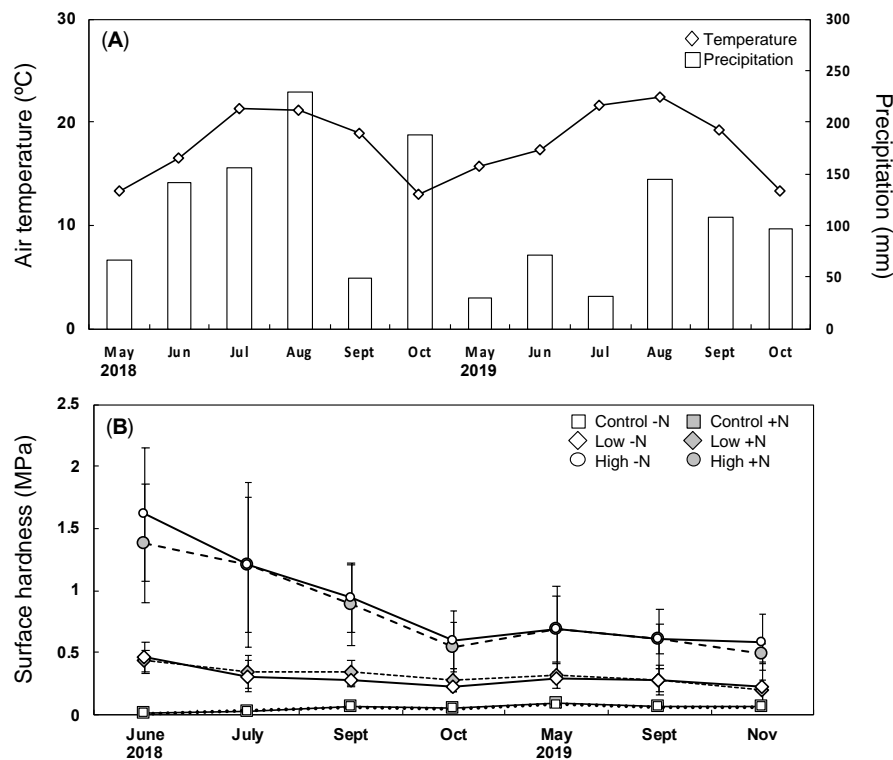 (A)
Temperature
Precipitation
Air temperature (ºC)
Precipitation (mm)
30
20
10
0
300
250
200
150
100
50
0
May Jun Jul Aug Sept Oct May Jun Jul Aug Sept Oct
2018 2019
(B)
Control -N Control +N
Low -N Low +N
High -N High +N
Surface hardness (MPa)
2.5
2
1.5
1
0.5
0
June July Sept Oct May Sept Nov
2018 2019